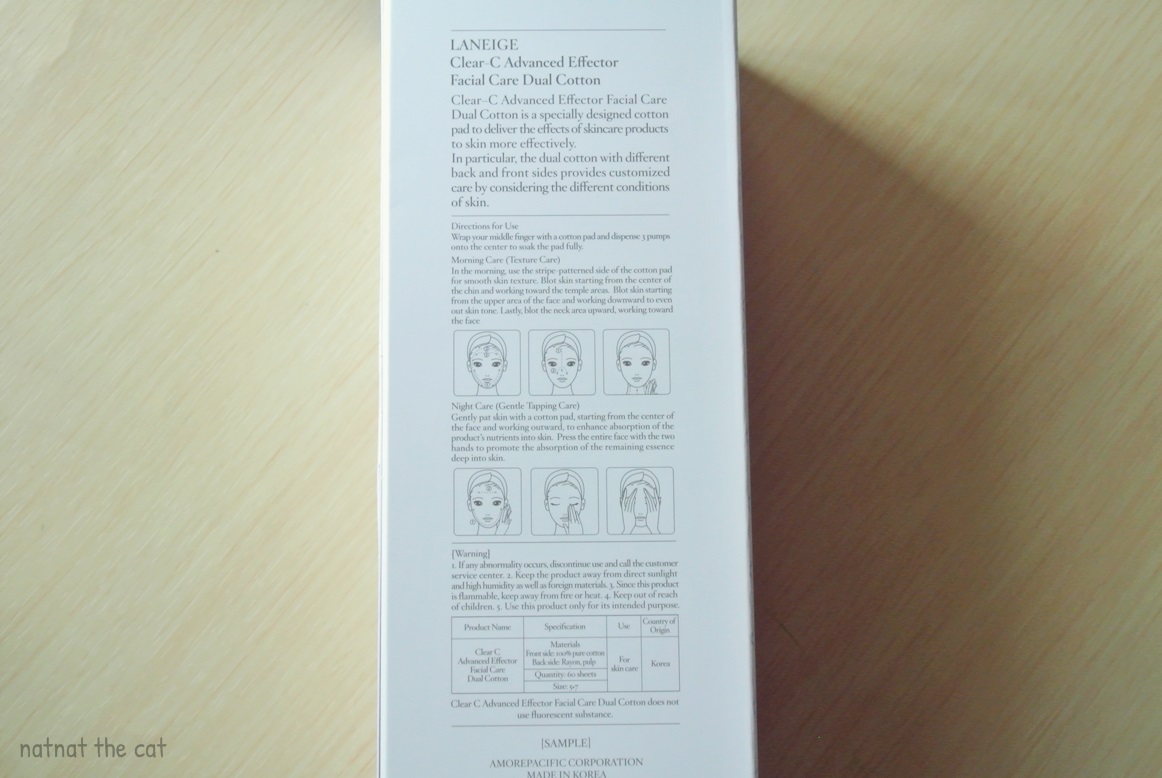 LANEIGE
Clear-C Advanced Effector
Facial Care Dual Cotton
Clear-C Advanced Effector Facial Care
Dual Cotton is a specially designed cotton
pad to deliver the effects of skincare products
to skin more effectively.
In particular, the dual cotton with different
back and front sides provides customized
care by considering the different conditions
of skin.
Directions for Use
Wrap your middle finger with a cotton pad and dispense 3 pumps
onto the center to soak the pad fully.
Morning Care (Texture Care)
In the morning, use the stripe-patterned side of the cotton pad
for smooth skin texture. Blot skin starting from the center of
the chin and working toward the temple areas. Blot skin starting
from the upper area of the face and working downward to even
out skin tone. Lastly, blot the neck area upward, working toward
the face
Night Care (Gentle Tapping Care)
Gently pat skin with a cotton pad, starting from the center of
the face and working outward, to enhance absorption of the
product's nutrients into skin. Press the entire face with the two
hands to promote the absorption of the remaining essence
deep into skin.
[Warning]
1. If any abnormality occurs, discontinue use and call the customer
service center. 2. Keep the product away from direct sunlight
and high humidity as well as foreign materials. 3. Since this product
is flammable, keep away from fire or heat. 4. Keep out of reach
of children. 5. Use this product only for its intended purpose.
Product Name
Specification
Use
Country of
Origin
Clear C
Advanced Effector
Facial Care
Dual Cotton
Materials
Front side: 100% pure cotton
Back side: Rayon, pulp
Quantity: 60 sheets
Size: 5*7
For
skin care
Korea
Clear C Advanced Effector Facial Care Dual Cotton does not
use fluorescent substance.
[SAMPLE]
AMOREPACIFIC CORPORATION
MADE IN KOREA
natnat the cat